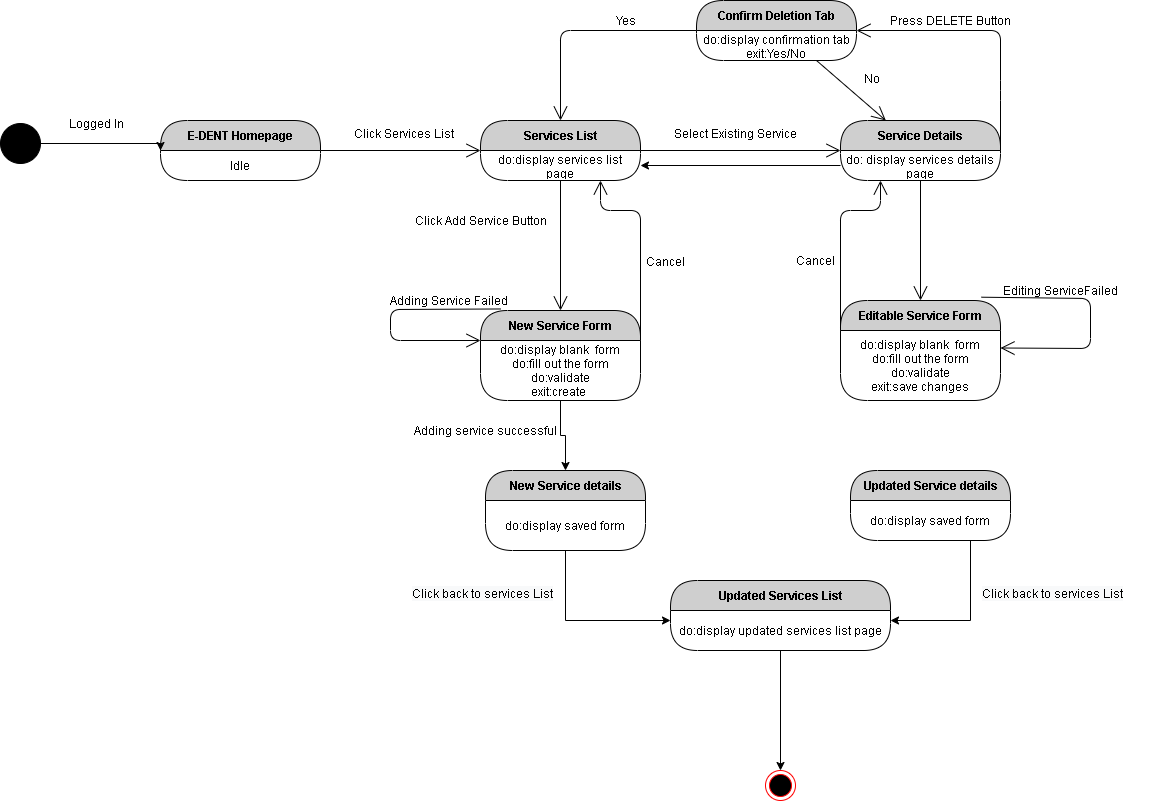 Confirm Deletion Tab
do:display confirmation tab
exit:Yes/No
Yes
Press DELETE Button
No
Logged In
E-DENT Homepage
Idle
Click Services List
Services List
do:display services list
page
Select Existing Service
Service Details
do: display services details
page
Click Add Service Button
Cancel
Cancel
Adding Service Failed
New Service Form
do:display blank  form
do:fill out the form
do:validate
exit:create
Editing ServiceFailed
Editable Service Form
do:display blank  form
do:fill out the form
do:validate
exit:save changes
Adding service successful
New Service details
do:display saved form
Updated Service details
do:display saved form
Click back to services List
Click back to services List
Updated Services List
do:display updated services list page